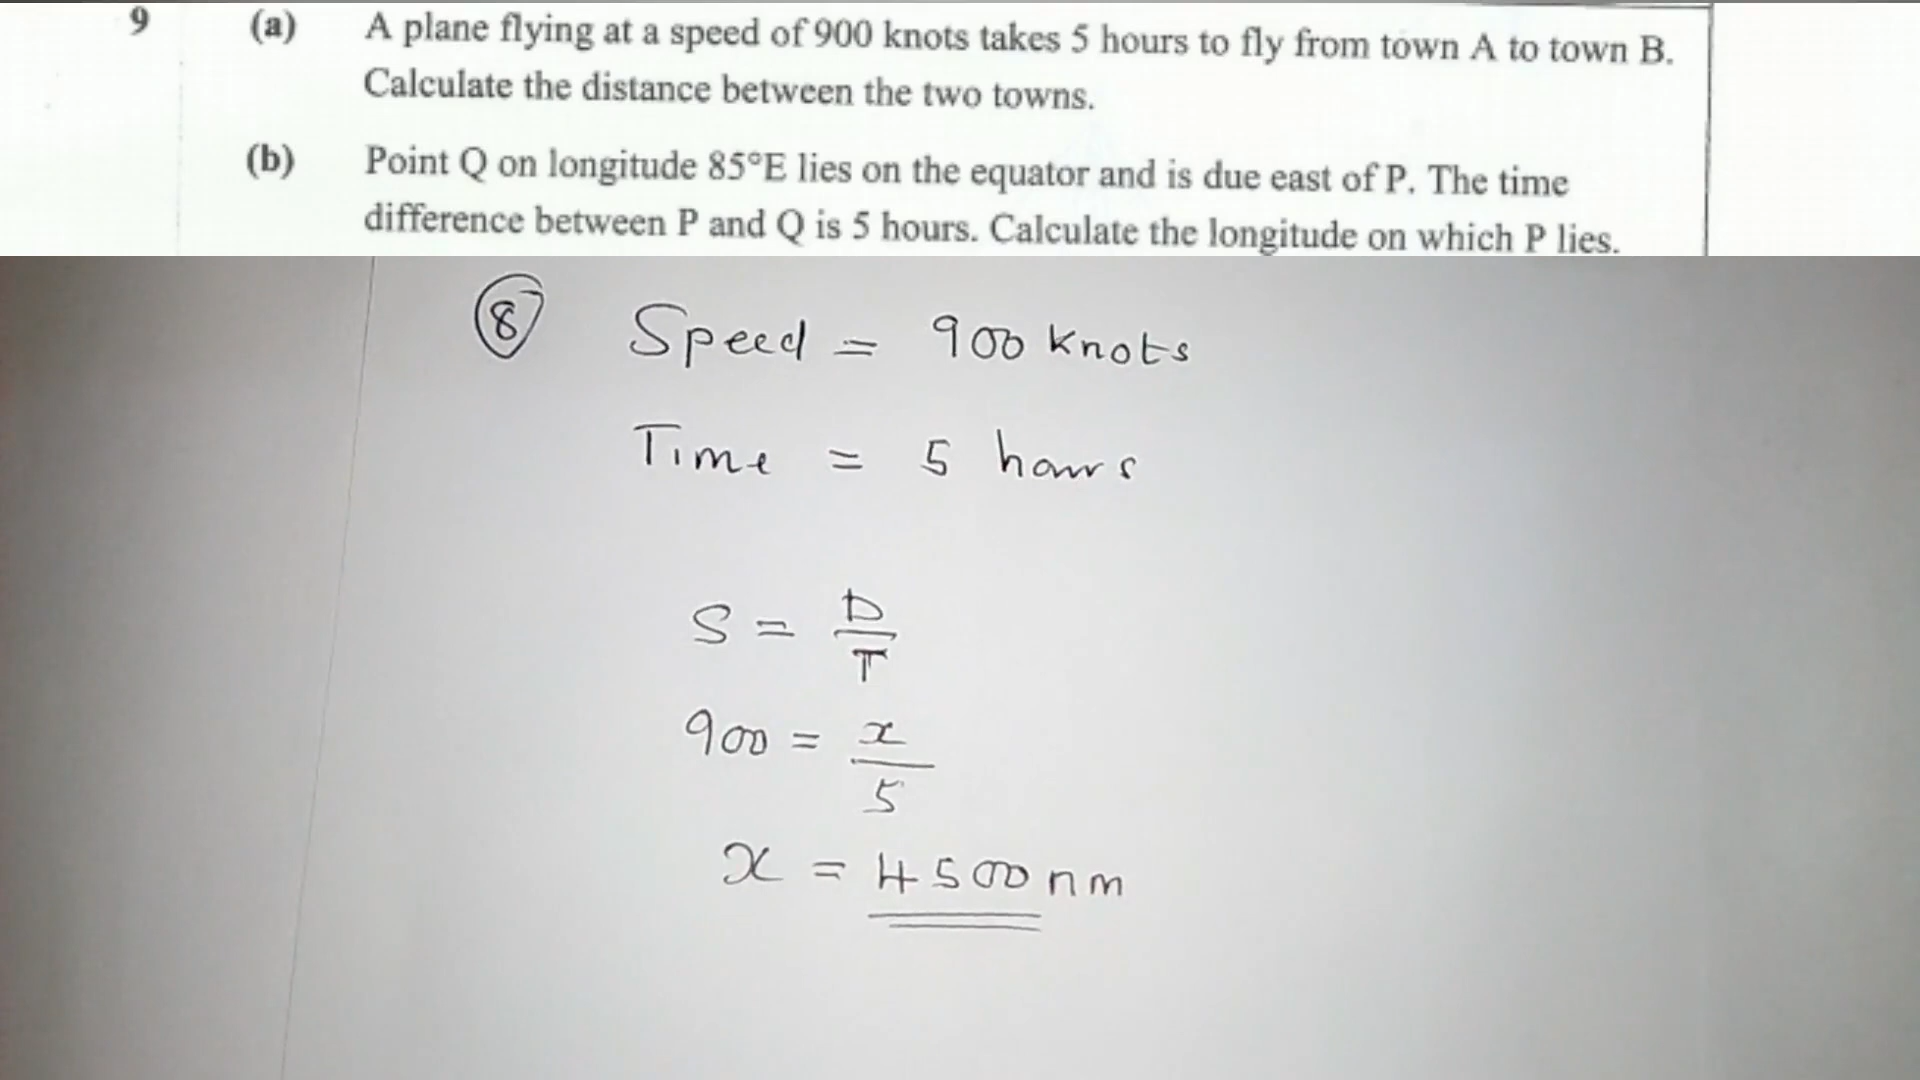 9 (a) A plane flying at a speed of 900 knots takes 5 hours to fly from town A to town B.
Calculate the distance between the two towns.
(b) Point Q on longitude 85°E lies on the equator and is due east of P. The time
difference between P and Q is 5 hours. Calculate the longitude on which P lies.
8 Speed = 900 knots
Time = 5 hours
S = D/T
900 = x/5
x = 4500 nm